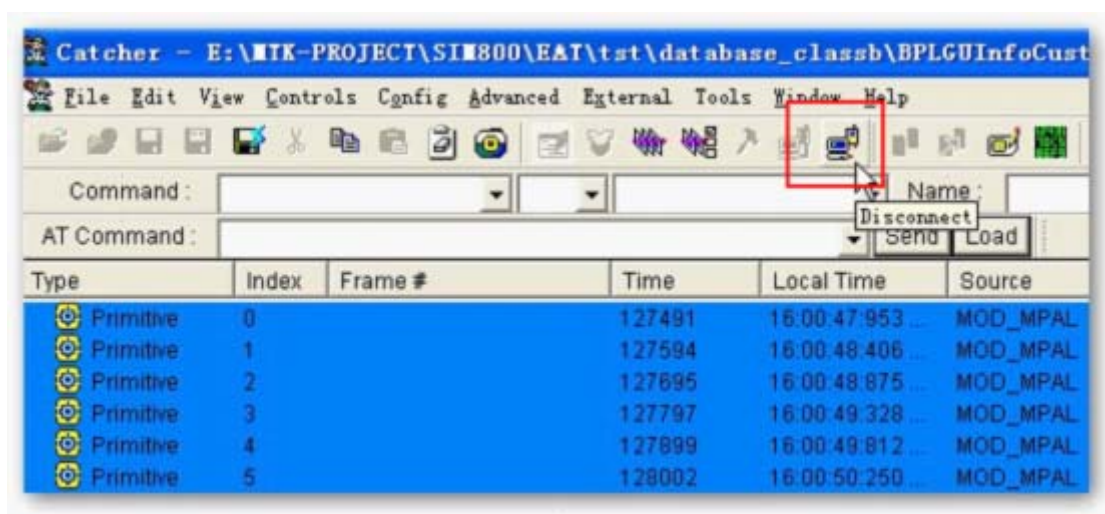 Catcher - E:\MTK-PROJECT\SIM800\EAT\tst\database_classb\BPLGUInfoCust
File Edit View Controls Config Advanced External Tools Window Help
Command : Name :
Disconnect
AT Command : Send Load
Type Index Frame # Time Local Time Source
Primitive 0 127491 16:00:47:953 ... MOD_MPAL
Primitive 1 127594 16:00:48:406 ... MOD_MPAL
Primitive 2 127695 16:00:48:875 ... MOD_MPAL
Primitive 3 127797 16:00:49:328 ... MOD_MPAL
Primitive 4 127899 16:00:49:812 ... MOD_MPAL
Primitive 5 128002 16:00:50:250 ... MOD_MPAL